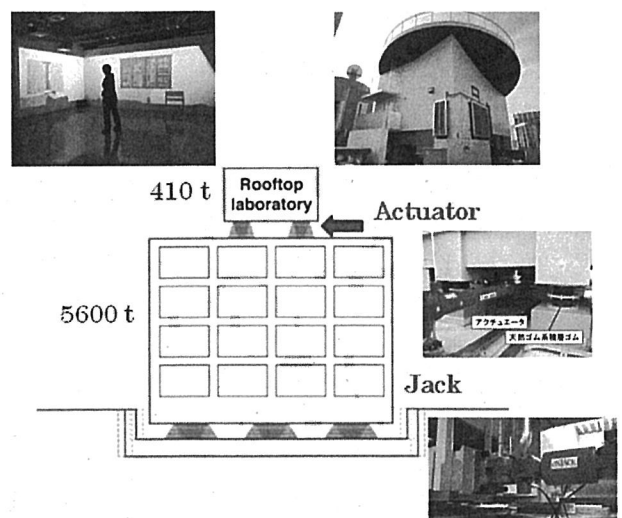 410 t
Rooftop
laboratory
Actuator
5600 t
アクチュエータ
天然ゴム系積層ゴム
Jack